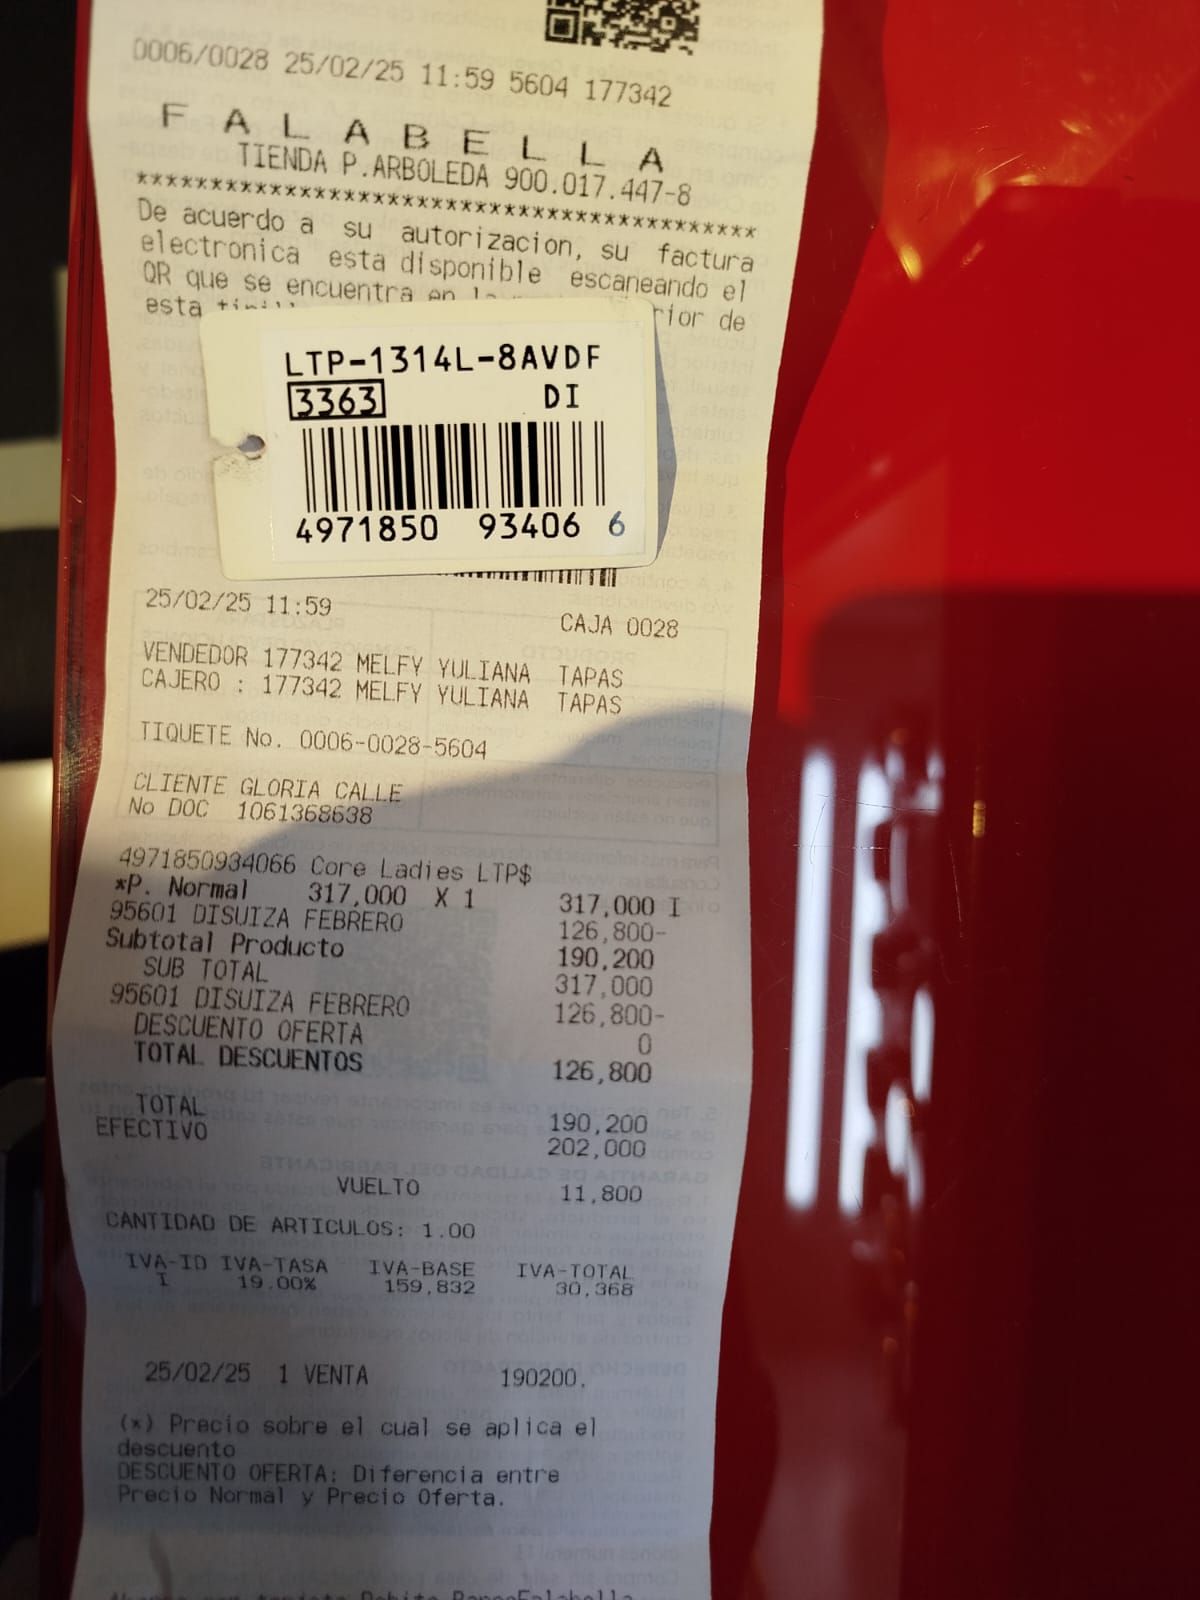 0006/0028 25/02/25 11:59 5604 177342
F A L A B E L L A
TIENDA P.ARBOLEDA 900.017.447-8
**************************************************
De acuerdo a su autorizacion, su factura
electronica esta disponible escaneando el
QR que se encuentra en
esta rior de
LTP-1314L-8AVDF
3363 DI
4971850 93406 6
25/02/25 11:59 CAJA 0028
VENDEDOR 177342 MELFY YULIANA TAPAS
CAJERO : 177342 MELFY YULIANA TAPAS
TIQUETE No. 0006-0028-5604
CLIENTE GLORIA CALLE
No DOC 1061368638
4971850934066 Core Ladies LTP$
*P. Normal 317,000 X 1 317,000 I
95601 DISUIZA FEBRERO 126,800-
Subtotal Producto 190,200
SUB TOTAL 317,000
95601 DISUIZA FEBRERO 126,800-
DESCUENTO OFERTA 0
TOTAL DESCUENTOS 126,800
TOTAL 190,200
EFECTIVO 202,000
VUELTO 11,800
CANTIDAD DE ARTICULOS: 1.00
IVA-ID IVA-TASA IVA-BASE IVA-TOTAL
I 19.00% 159,832 30,368
25/02/25 1 VENTA 190200.
(*) Precio sobre el cual se aplica el
descuento
DESCUENTO OFERTA: Diferencia entre
Precio Normal y Precio Oferta.